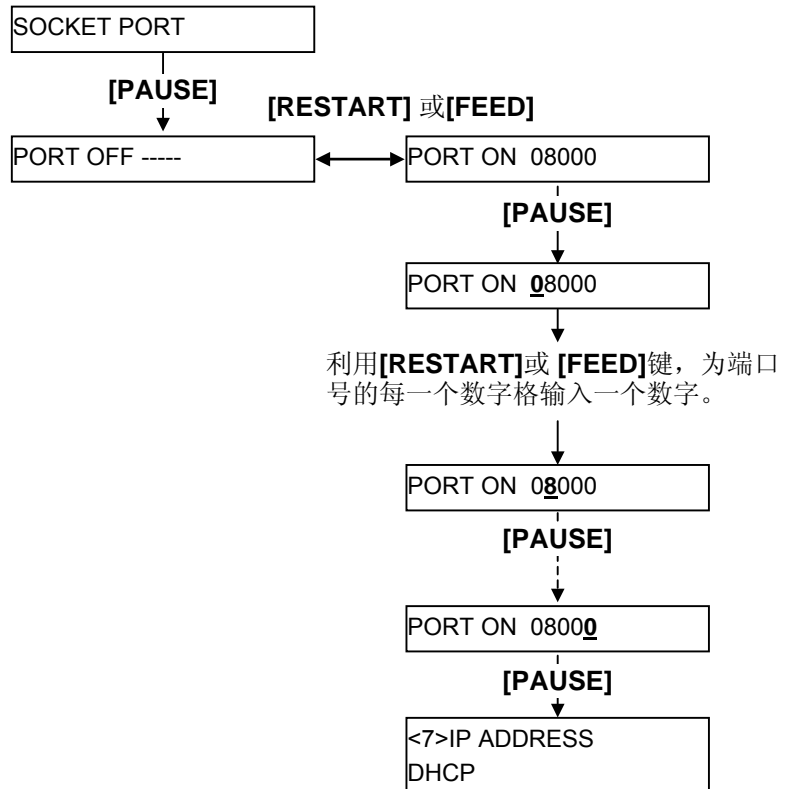 SOCKET PORT
[PAUSE]
[RESTART] 或[FEED]
PORT OFF -----
PORT ON 08000
[PAUSE]
PORT ON 08000
利用[RESTART]或 [FEED]键，为端口
号的每一个数字格输入一个数字。
PORT ON 08000
[PAUSE]
PORT ON 08000
[PAUSE]
<7>IP ADDRESS
DHCP